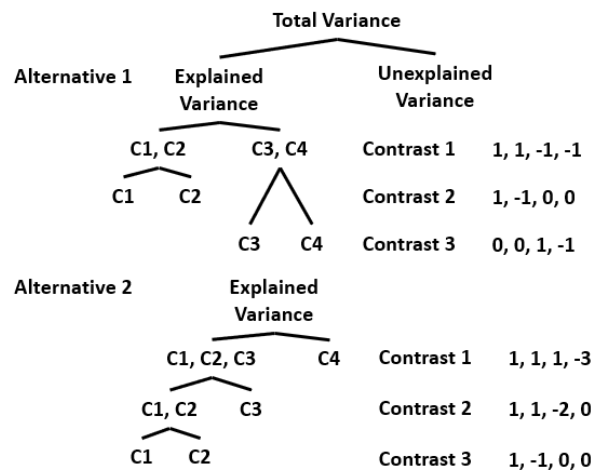 Total Variance
Alternative 1 Explained Variance Unexplained Variance
C1, C2 C3, C4 Contrast 1 1, 1, -1, -1
C1 C2 Contrast 2 1, -1, 0, 0
C3 C4 Contrast 3 0, 0, 1, -1
Alternative 2 Explained Variance
C1, C2, C3 C4 Contrast 1 1, 1, 1, -3
C1, C2 C3 Contrast 2 1, 1, -2, 0
C1 C2 Contrast 3 1, -1, 0, 0